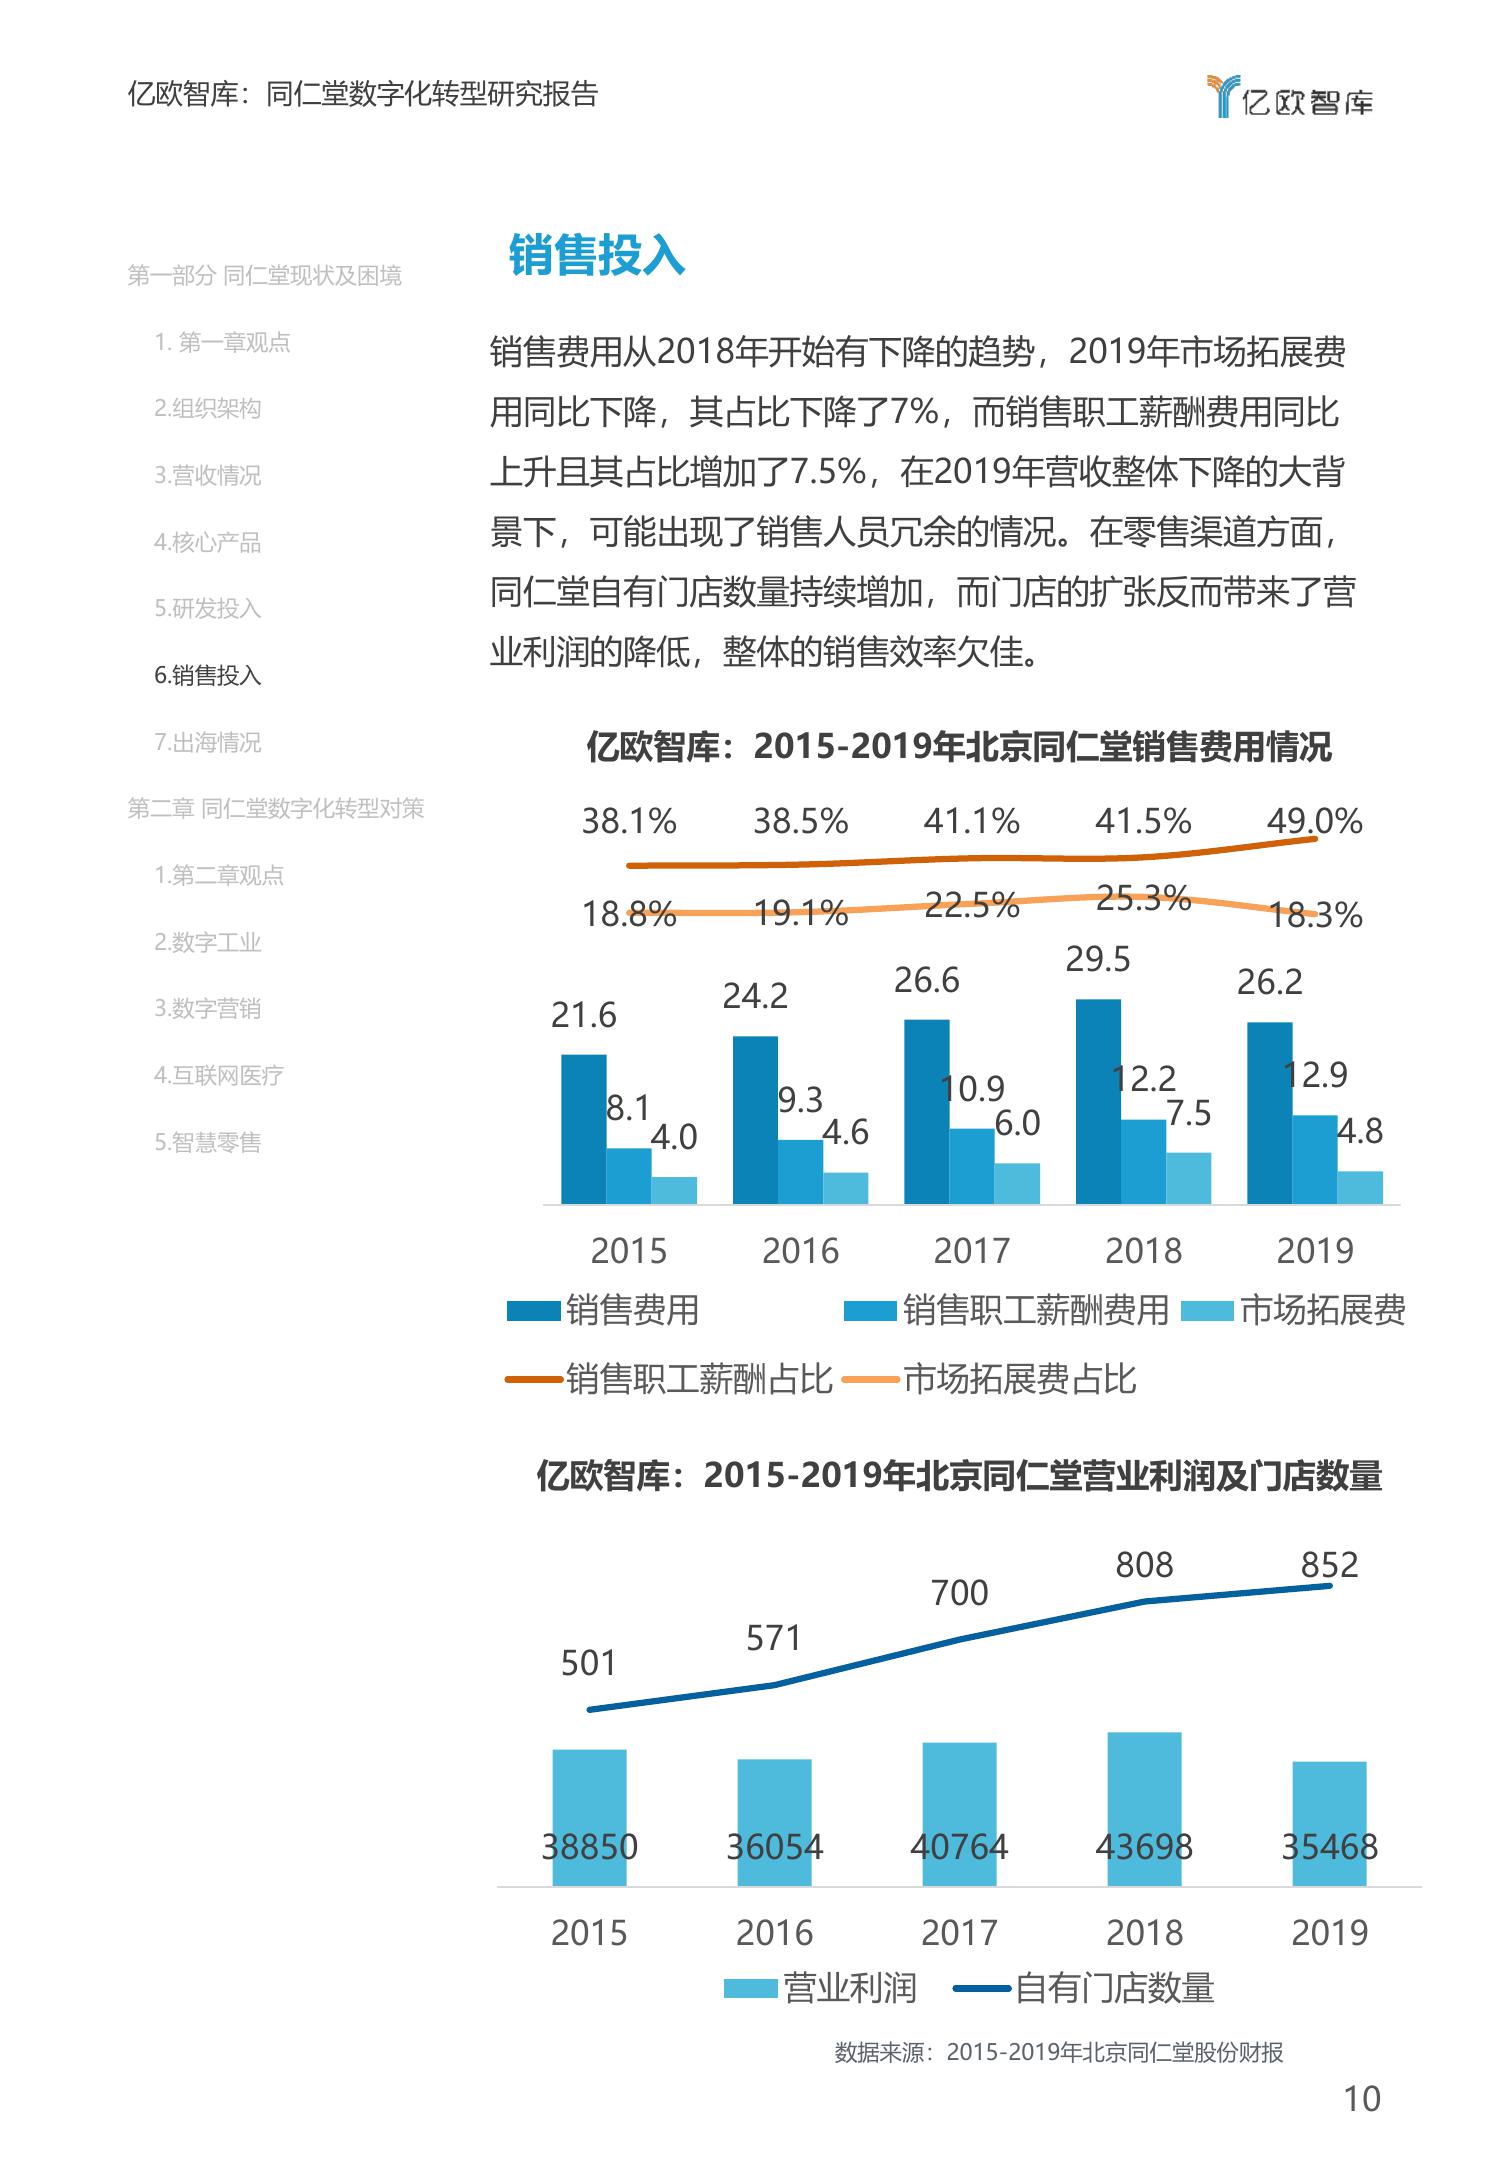 亿欧智库：同仁堂数字化转型研究报告
亿欧智库
第一部分 同仁堂现状及困境
1. 第一章观点
2.组织架构
3.营收情况
4.核心产品
5.研发投入
6.销售投入
7.出海情况
第二章 同仁堂数字化转型对策
1.第二章观点
2.数字工业
3.数字营销
4.互联网医疗
5.智慧零售
销售投入
销售费用从2018年开始有下降的趋势，2019年市场拓展费
用同比下降，其占比下降了7%，而销售职工薪酬费用同比
上升且其占比增加了7.5%，在2019年营收整体下降的大背
景下，可能出现了销售人员冗余的情况。在零售渠道方面，
同仁堂自有门店数量持续增加，而门店的扩张反而带来了营
业利润的降低，整体的销售效率欠佳。
亿欧智库：2015-2019年北京同仁堂销售费用情况
38.1% 38.5% 41.1% 41.5% 49.0%
18.8% 19.1% 22.5% 25.3% 18.3%
21.6 24.2 26.6 29.5 26.2
8.1 9.3 10.9 12.2 12.9
4.0 4.6 6.0 7.5 4.8
2015 2016 2017 2018 2019
销售费用 销售职工薪酬费用 市场拓展费
销售职工薪酬占比 市场拓展费占比
亿欧智库：2015-2019年北京同仁堂营业利润及门店数量
501 571 700 808 852
38850 36054 40764 43698 35468
2015 2016 2017 2018 2019
营业利润 自有门店数量
数据来源：2015-2019年北京同仁堂股份财报
10